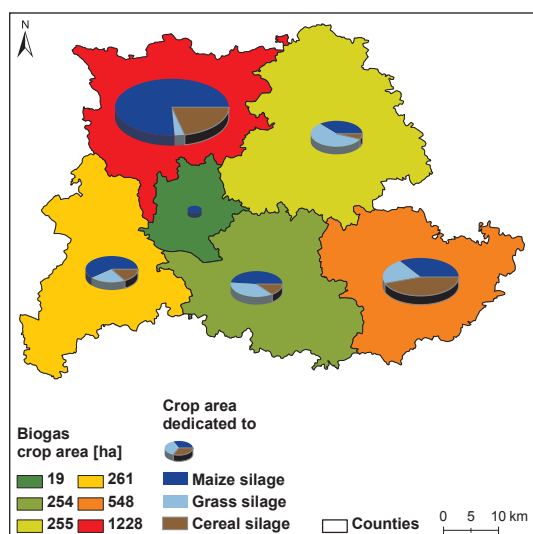 N
Biogas
crop area [ha]
19 261
254 548
255 1228
Crop area
dedicated to
Maize silage
Grass silage
Cereal silage
Counties
0 5 10 km